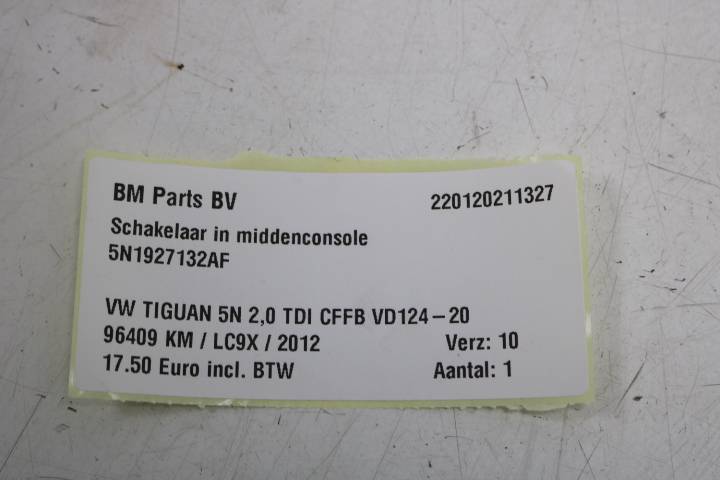 BM Parts BV 220120211327
Schakelaar in middenconsole
5N1927132AF
VW TIGUAN 5N 2,0 TDI CFFB VD124-20
96409 KM / LC9X / 2012 Verz: 10
17.50 Euro incl. BTW Aantal: 1